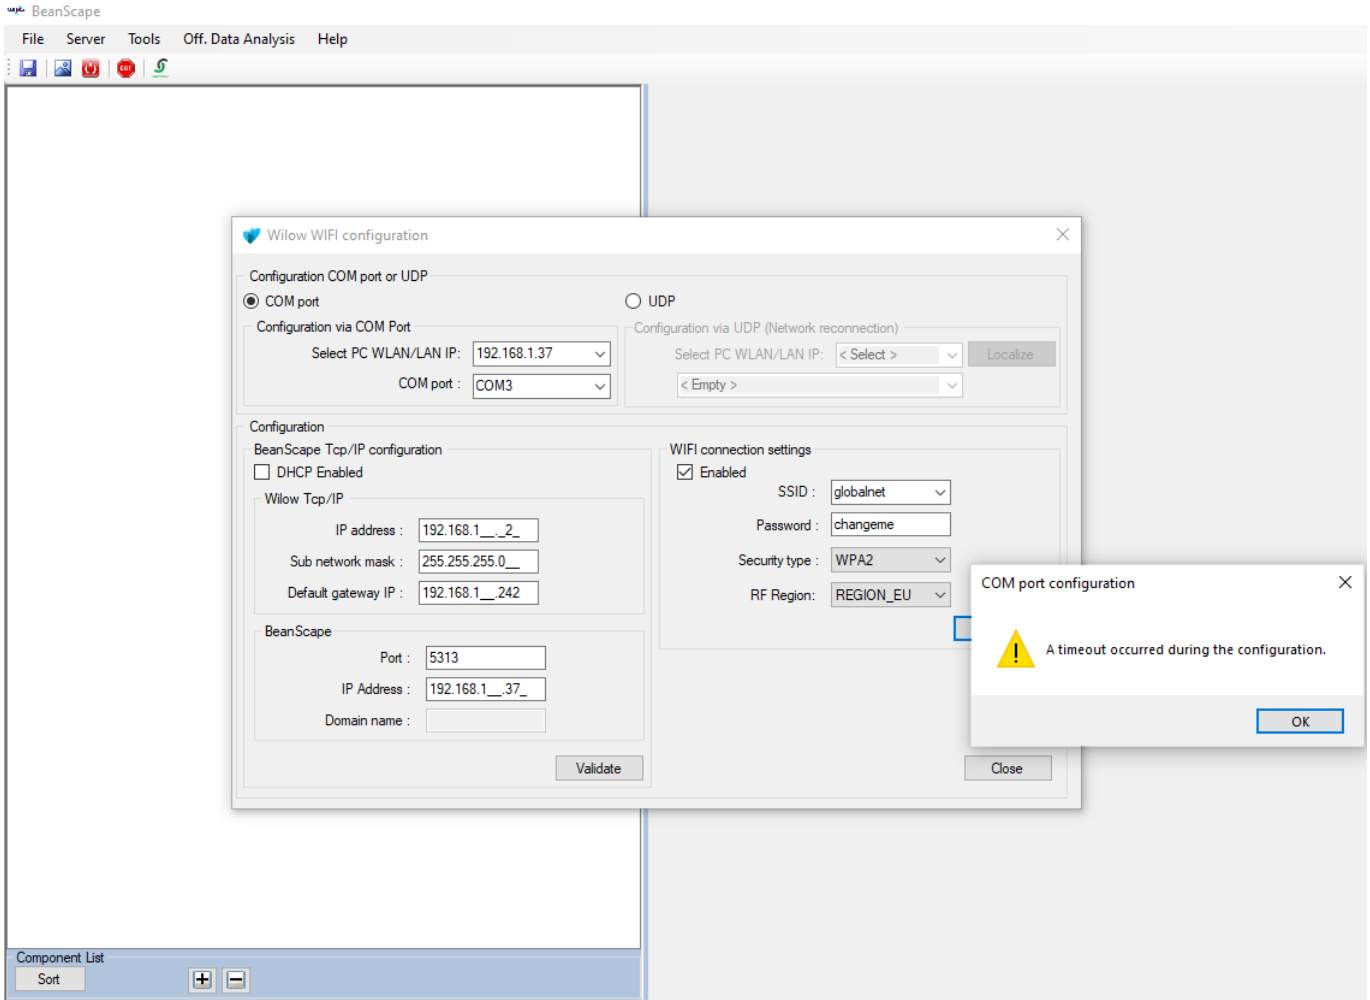 BeanScape
File Server Tools Off. Data Analysis Help
Wilow WIFI configuration
Configuration COM port or UDP
COM port
UDP
Configuration via COM Port
Select PC WLAN/LAN IP: 192.168.1.37
COM port : COM3
Configuration via UDP (Network reconnection)
Select PC WLAN/LAN IP: < Select > Localize
< Empty >
Configuration
BeanScape Tcp/IP configuration
DHCP Enabled
Wilow Tcp/IP
IP address : 192.168.1__._2_
Sub network mask : 255.255.255.0__
Default gateway IP : 192.168.1__.242
BeanScape
Port : 5313
IP Address : 192.168.1__.37_
Domain name :
Validate
WIFI connection settings
Enabled
SSID : globalnet
Password : changeme
Security type : WPA2
RF Region: REGION_EU
Close
COM port configuration
A timeout occurred during the configuration.
OK
Component List
Sort